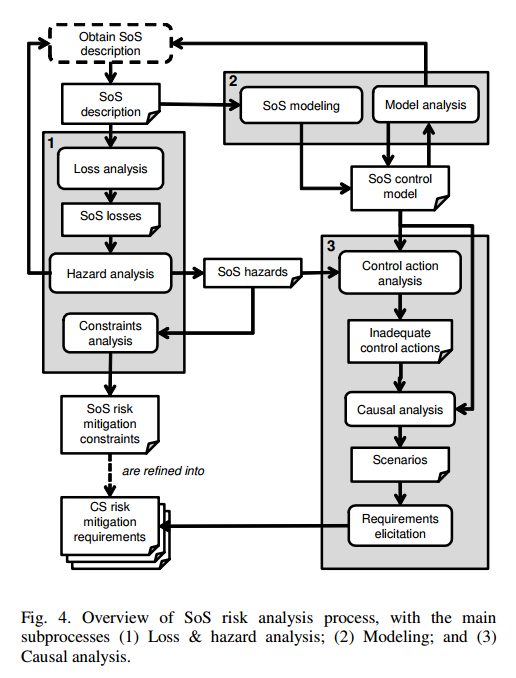 Obtain SoS
description
SoS
description
1
Loss analysis
SoS losses
Hazard analysis
Constraints
analysis
SoS risk
mitigation
constraints
are refined into
CS risk
mitigation
requirements
2
SoS modeling
Model analysis
SoS control
model
SoS hazards
3
Control action
analysis
Inadequate
control actions
Causal analysis
Scenarios
Requirements
elicitation
Fig. 4. Overview of SoS risk analysis process, with the main
subprocesses (1) Loss & hazard analysis; (2) Modeling; and (3)
Causal analysis.